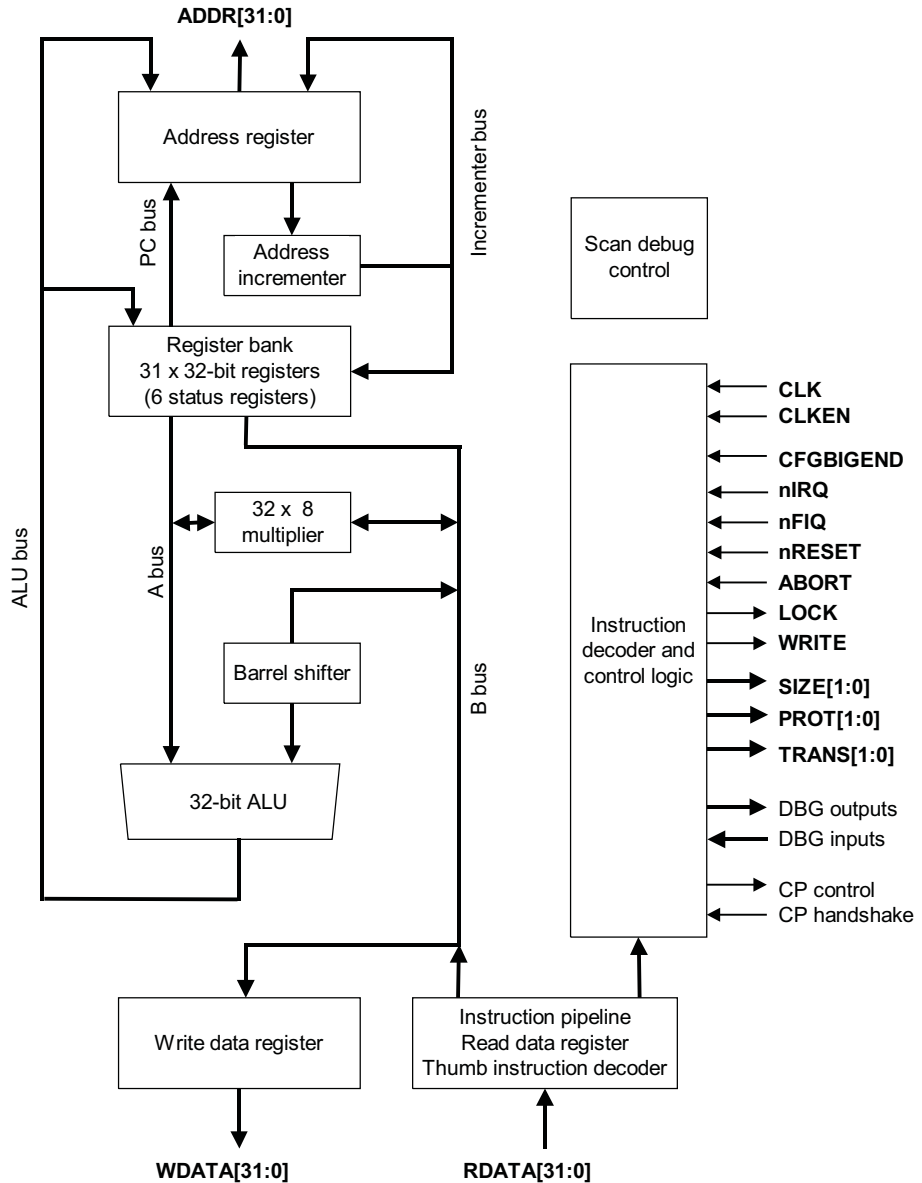 ADDR[31:0]
Address register
Incrementer bus
PC bus
Address
incrementer
Scan debug
control
Register bank
31 x 32-bit registers
(6 status registers)
ALU bus
A bus
32 x 8
multiplier
Barrel shifter
B bus
32-bit ALU
Instruction
decoder and
control logic
CLK
CLKEN
CFGBIGEND
nIRQ
nFIQ
nRESET
ABORT
LOCK
WRITE
SIZE[1:0]
PROT[1:0]
TRANS[1:0]
DBG outputs
DBG inputs
CP control
CP handshake
Write data register
Instruction pipeline
Read data register
Thumb instruction decoder
WDATA[31:0]
RDATA[31:0]